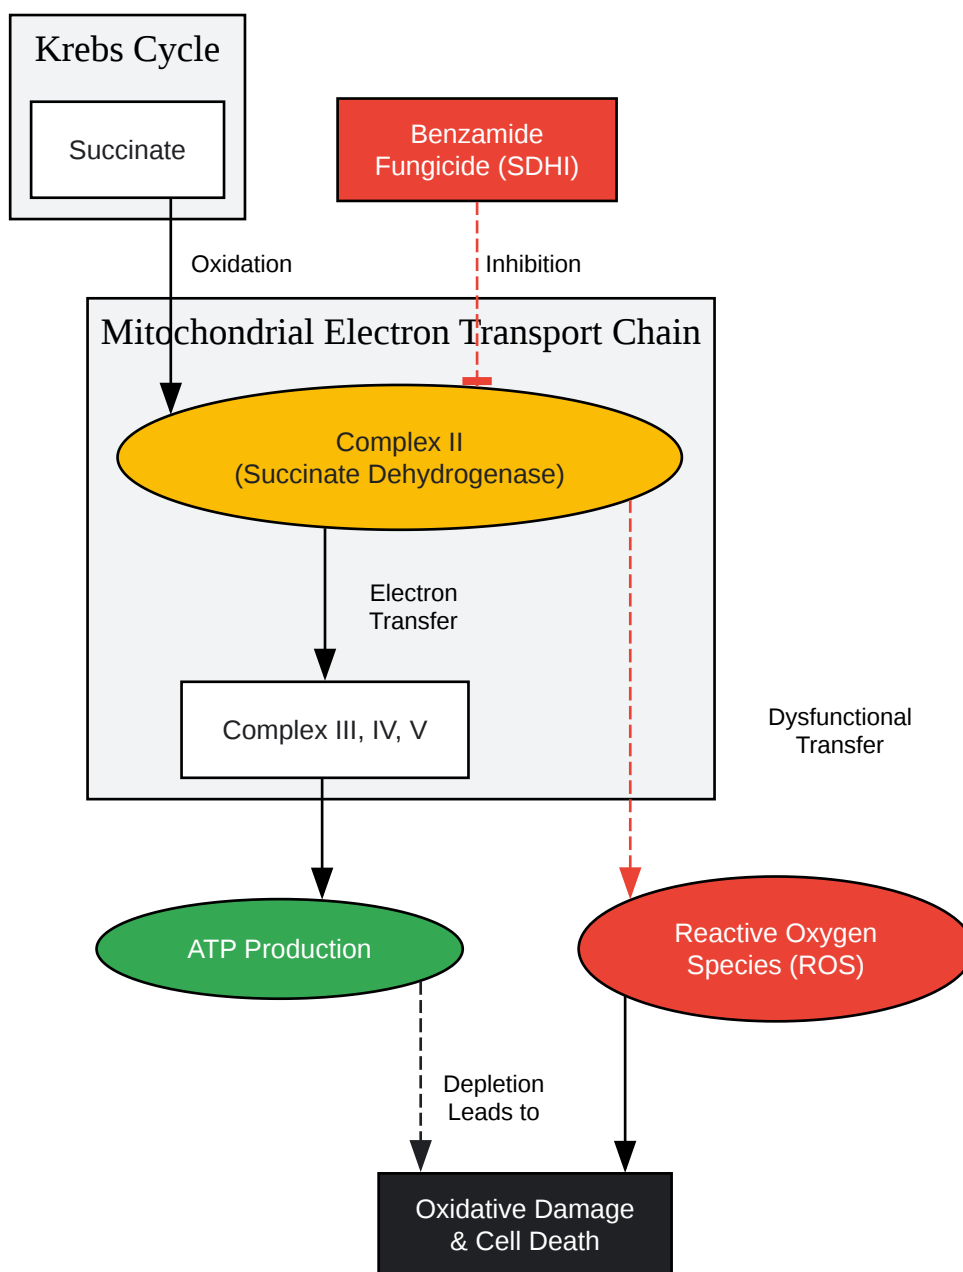 Krebs Cycle
Succinate
Benzamide
Fungicide (SDHI)
Oxidation
Inhibition
Mitochondrial Electron Transport Chain
Complex II
(Succinate Dehydrogenase)
Electron
Transfer
Complex III, IV, V
Dysfunctional
Transfer
ATP Production
Reactive Oxygen
Species (ROS)
Depletion
Leads to
Oxidative Damage
& Cell Death